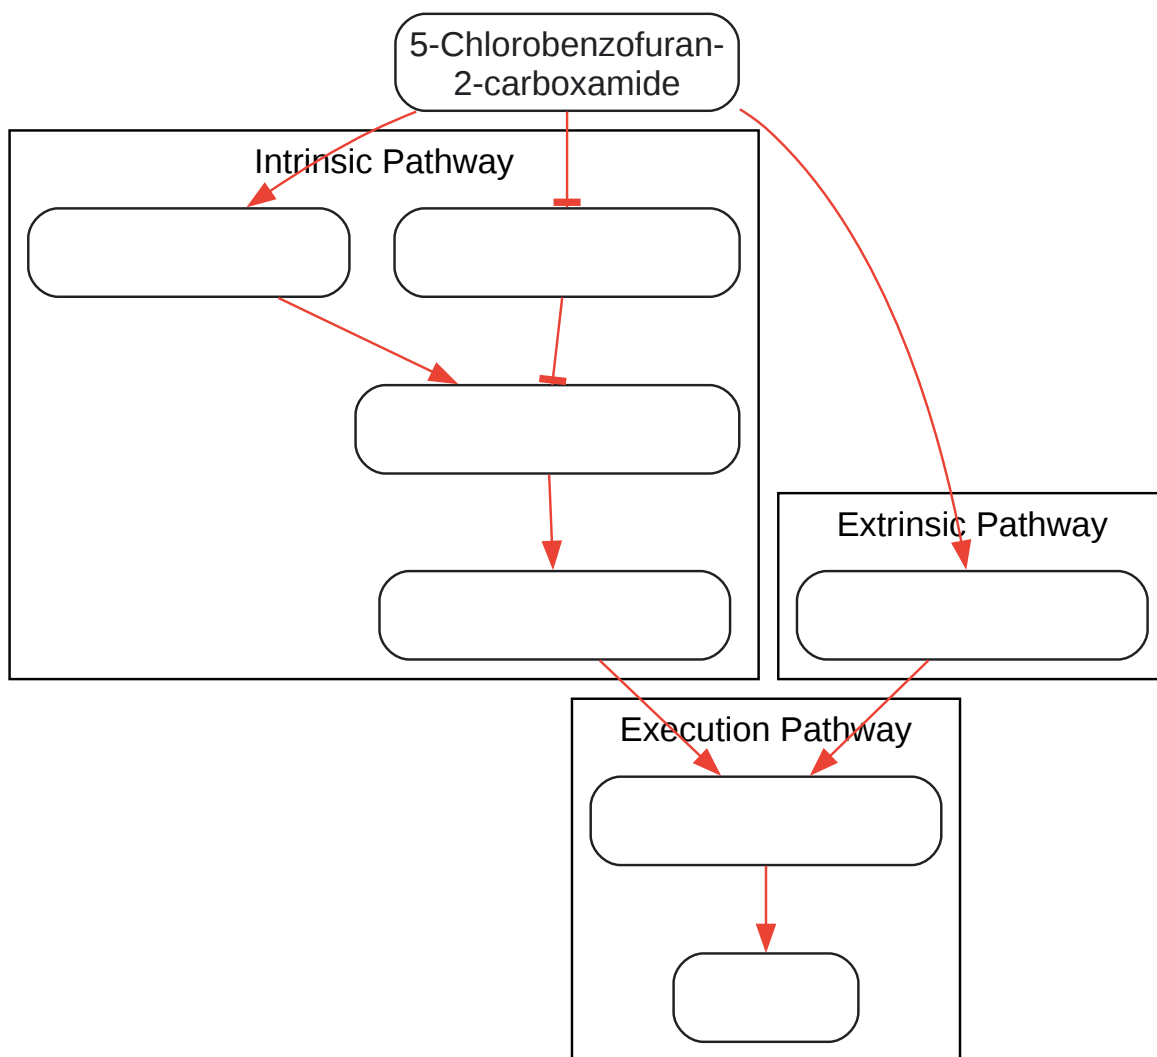 5-Chlorobenzofuran-
2-carboxamide
Intrinsic Pathway
Extrinsic Pathway
Execution Pathway